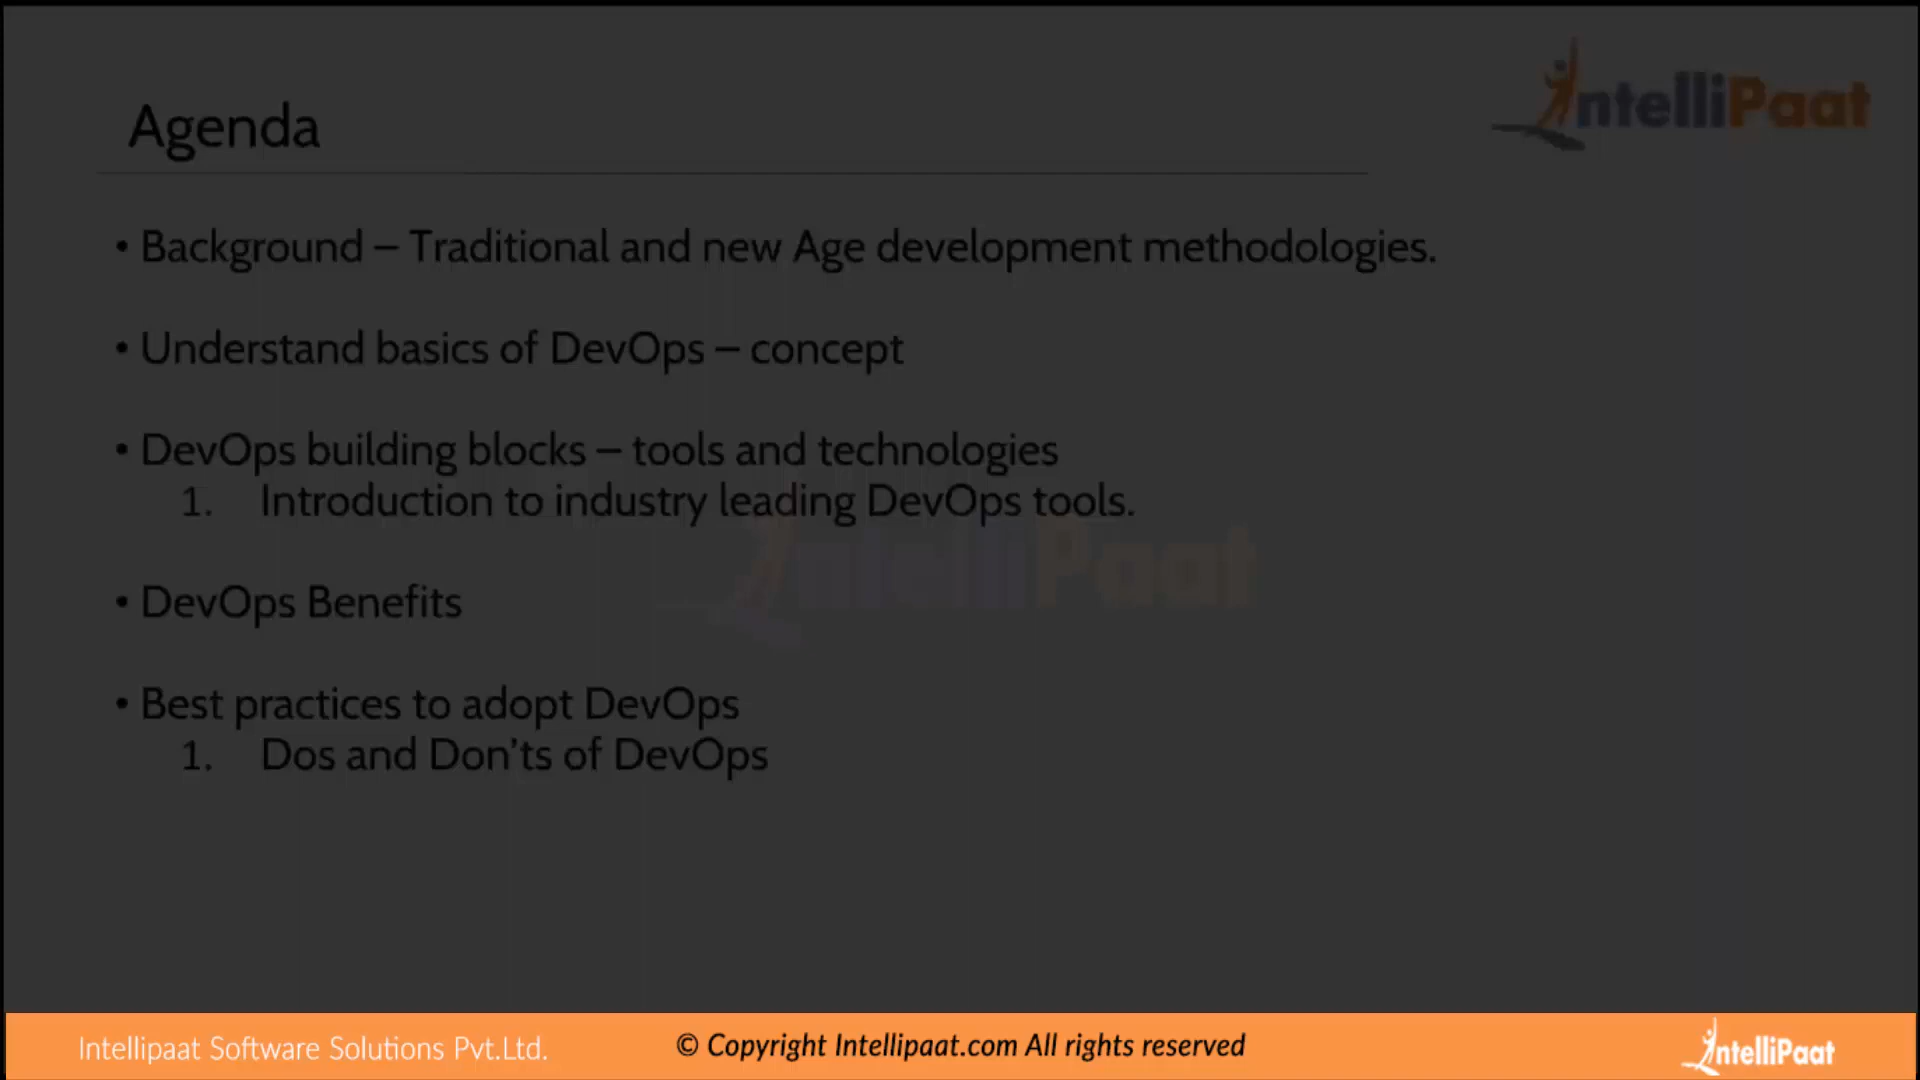 IntelliPaat
Agenda
• Background – Traditional and new Age development methodologies.
• Understand basics of DevOps – concept
• DevOps building blocks – tools and technologies
1. Introduction to industry leading DevOps tools.
IntelliPaat
• DevOps Benefits
• Best practices to adopt DevOps
1. Dos and Don'ts of DevOps
Intellipaat Software Solutions Pvt.Ltd.
© Copyright Intellipaat.com All rights reserved
IntelliPaat